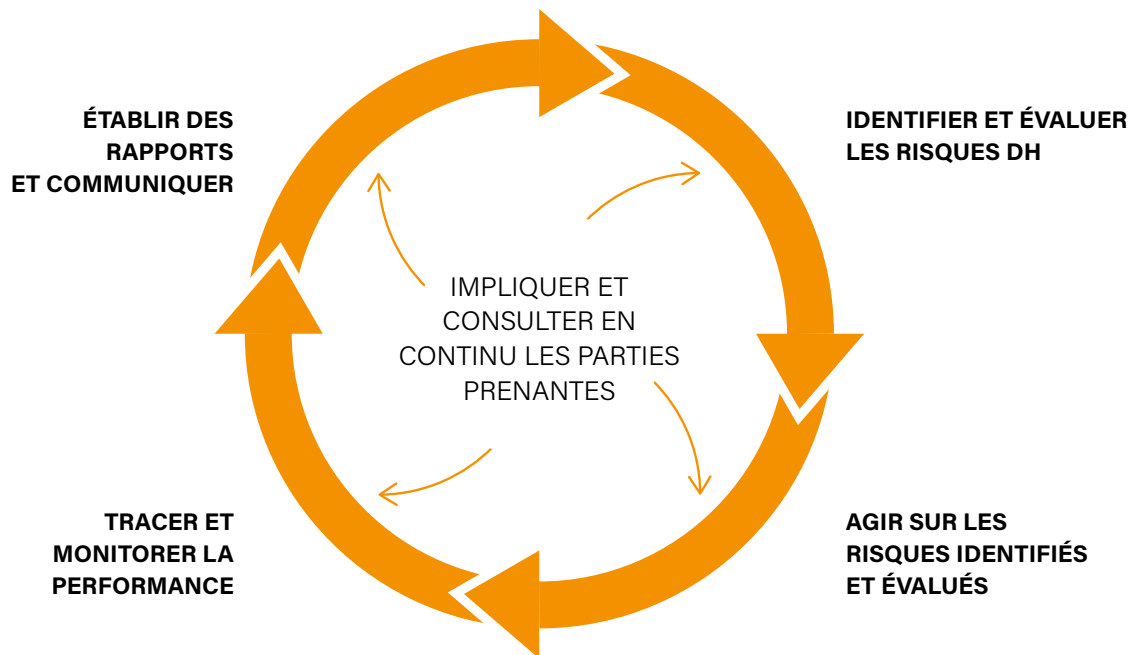 ÉTABLIR DES
RAPPORTS
ET COMMUNIQUER
IDENTIFIER ET ÉVALUER
LES RISQUES DH
IMPLIQUER ET
CONSULTER EN
CONTINU LES PARTIES
PRENANTES
TRACER ET
MONITORER LA
PERFORMANCE
AGIR SUR LES
RISQUES IDENTIFIÉS
ET ÉVALUÉS